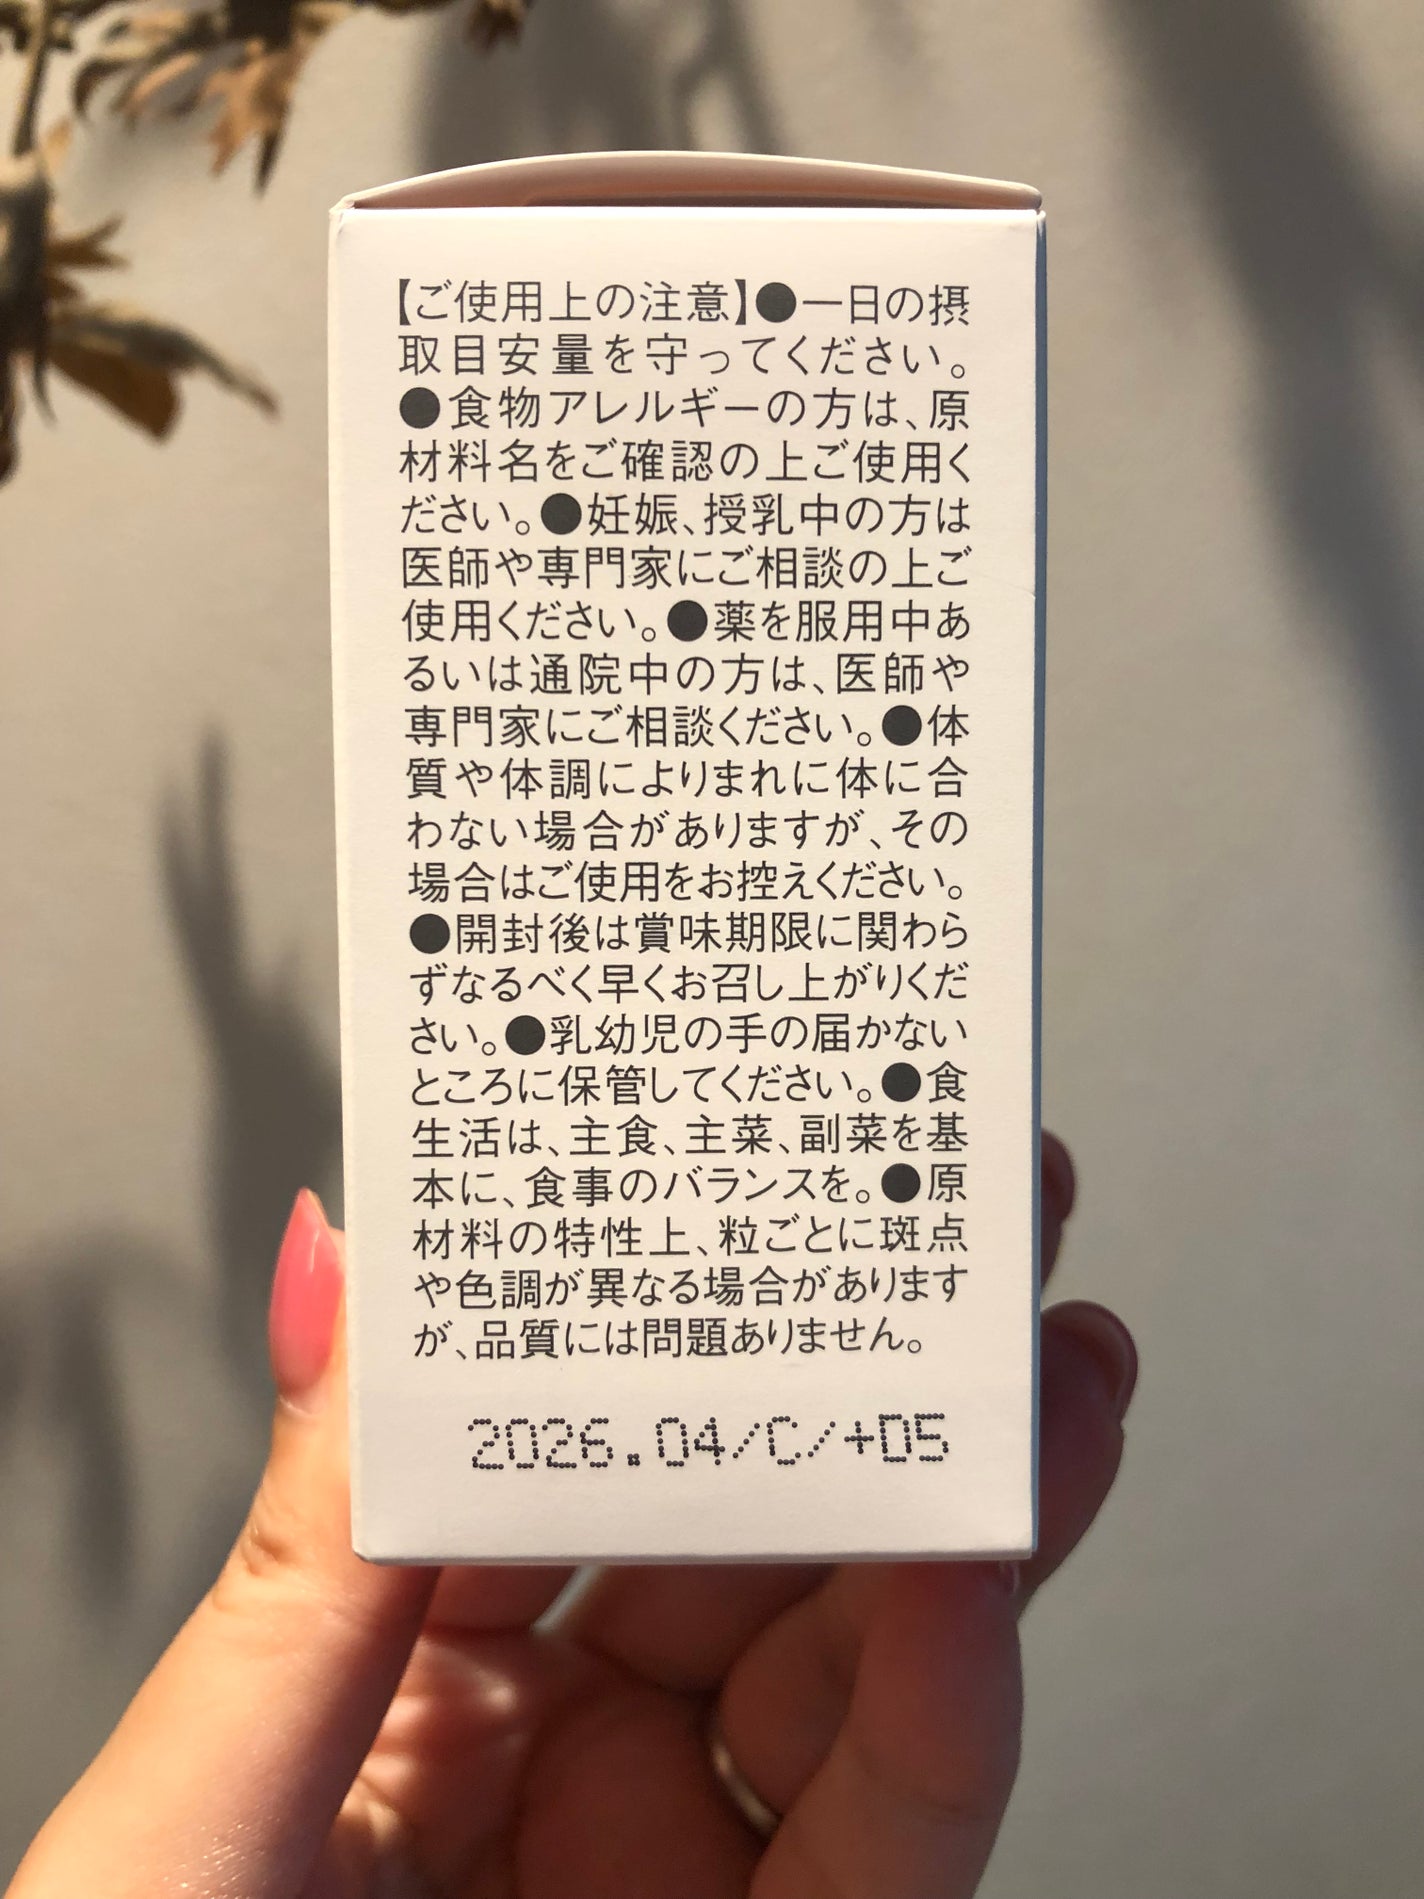 【ご使用上の注意】●一日の摂
取目安量を守ってください。
●食物アレルギーの方は、原
材料名をご確認の上ご使用く
ださい。●妊娠、授乳中の方は
医師や専門家にご相談の上ご
使用ください。●薬を服用中あ
るいは通院中の方は、医師や
専門家にご相談ください。●体
質や体調によりまれに体に合
わない場合がありますが、その
場合はご使用をお控えください。
●開封後は賞味期限に関わら
ずなるべく早くお召し上がりくだ
さい。●乳幼児の手の届かない
ところに保管してください。●食
生活は、主食、主菜、副菜を基
本に、食事のバランスを。●原
材料の特性上、粒ごとに斑点
や色調が異なる場合があります
が、品質には問題ありません。
2026.04/C/+05